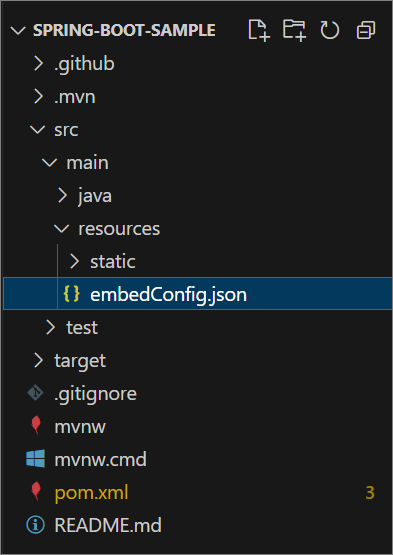 SPRING-BOOT-SAMPLE
.github
.mvn
src
main
java
resources
static
{} embedConfig.json
test
target
.gitignore
mvnw
mvnw.cmd
pom.xml 3
README.md